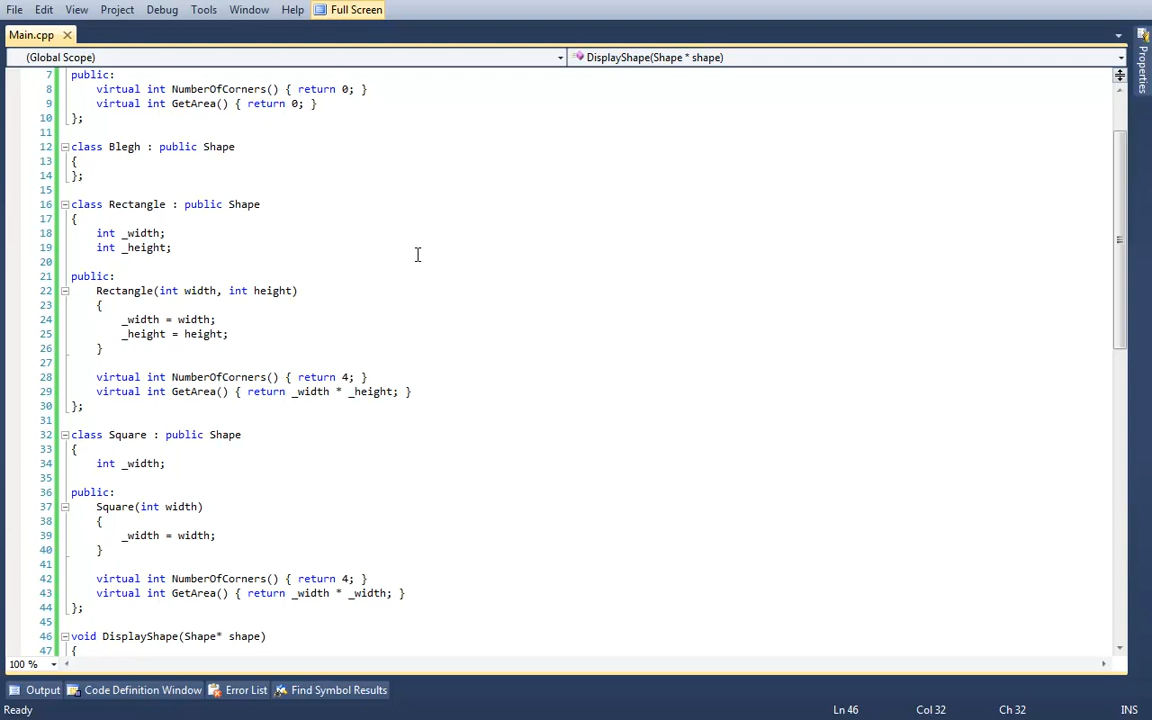 File Edit View Project Debug Tools Window Help Full Screen
Main.cpp
(Global Scope) DisplayShape(Shape * shape)
Properties
7 public:
8 virtual int NumberOfCorners() { return 0; }
9 virtual int GetArea() { return 0; }
10 };
11
12 class Blegh : public Shape
13 {
14 };
15
16 class Rectangle : public Shape
17 {
18 int _width;
19 int _height;
20
21 public:
22 Rectangle(int width, int height)
23 {
24 _width = width;
25 _height = height;
26 }
27
28 virtual int NumberOfCorners() { return 4; }
29 virtual int GetArea() { return _width * _height; }
30 };
31
32 class Square : public Shape
33 {
34 int _width;
35
36 public:
37 Square(int width)
38 {
39 _width = width;
40 }
41
42 virtual int NumberOfCorners() { return 4; }
43 virtual int GetArea() { return _width * _width; }
44 };
45
46 void DisplayShape(Shape* shape)
47 {
100 %
Output Code Definition Window Error List Find Symbol Results
Ready Ln 46 Col 32 Ch 32 INS